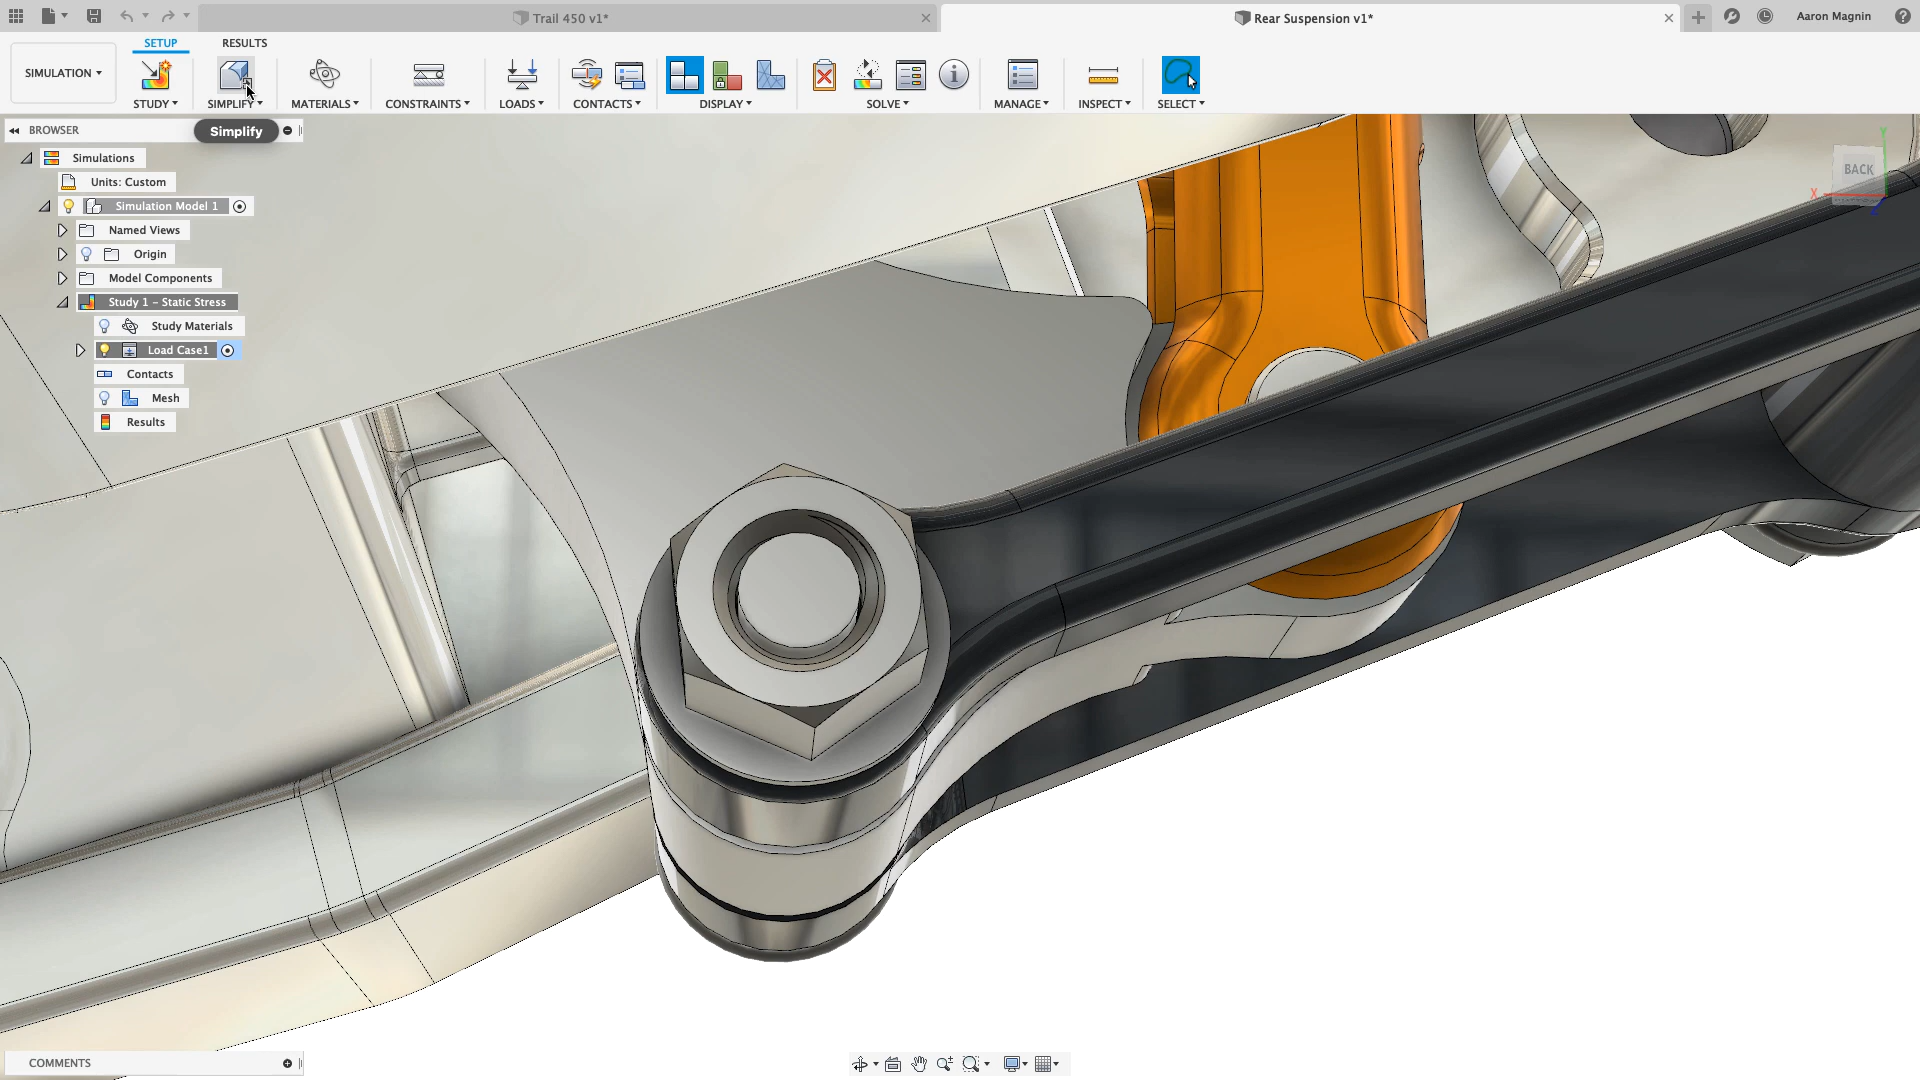 Trail 450 v1*
Rear Suspension v1*
Aaron Magnin
SIMULATION
SETUP
RESULTS
STUDY
SIMPLIFY
MATERIALS
CONSTRAINTS
LOADS
CONTACTS
DISPLAY
SOLVE
MANAGE
INSPECT
SELECT
BROWSER
Simplify
Simulations
Units: Custom
Simulation Model 1
Named Views
Origin
Model Components
Study 1 - Static Stress
Study Materials
Load Case1
Contacts
Mesh
Results
Y
BACK
X
Z
COMMENTS